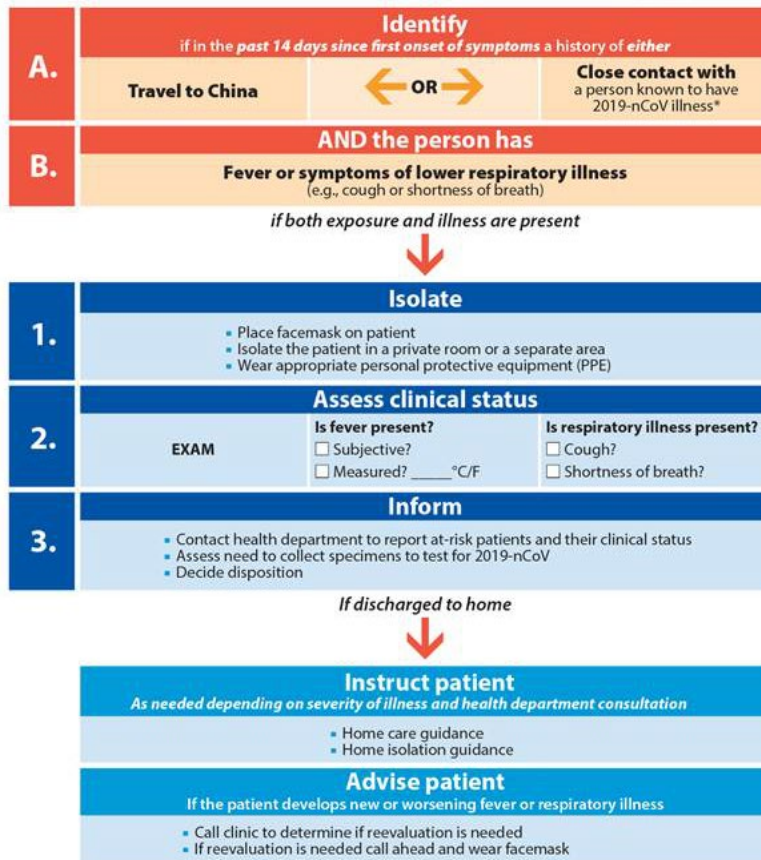 A.
Identify
if in the past 14 days since first onset of symptoms a history of either
Travel to China
OR
Close contact with
a person known to have
2019-nCoV illness*
B.
AND the person has
Fever or symptoms of lower respiratory illness
(e.g., cough or shortness of breath)
if both exposure and illness are present
1.
Isolate
▪ Place facemask on patient
▪ Isolate the patient in a private room or a separate area
▪ Wear appropriate personal protective equipment (PPE)
2.
Assess clinical status
EXAM
Is fever present?
☐ Subjective?
☐ Measured? _____°C/F
Is respiratory illness present?
☐ Cough?
☐ Shortness of breath?
3.
Inform
▪ Contact health department to report at-risk patients and their clinical status
▪ Assess need to collect specimens to test for 2019-nCoV
▪ Decide disposition
If discharged to home
Instruct patient
As needed depending on severity of illness and health department consultation
▪ Home care guidance
▪ Home isolation guidance
Advise patient
If the patient develops new or worsening fever or respiratory illness
▪ Call clinic to determine if reevaluation is needed
▪ If reevaluation is needed call ahead and wear facemask